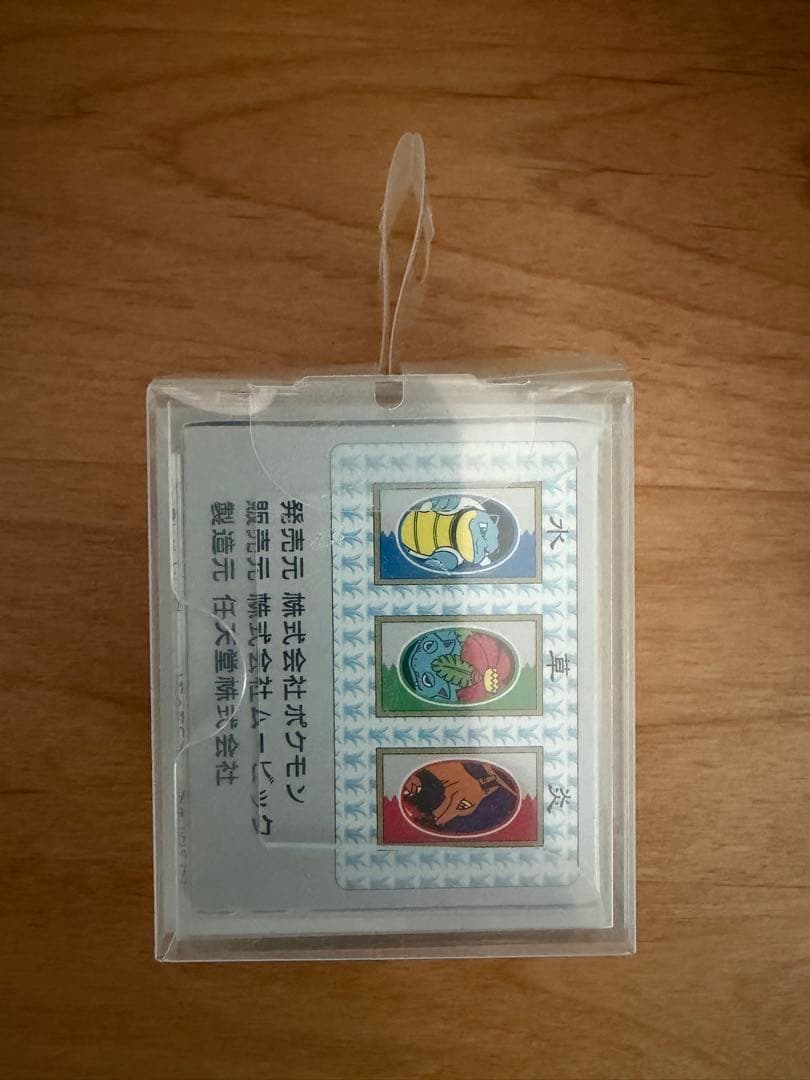 水
草
炎
発売元 株式会社ポケモン
販売元 株式会社ムービック
製造元 任天堂株式会社